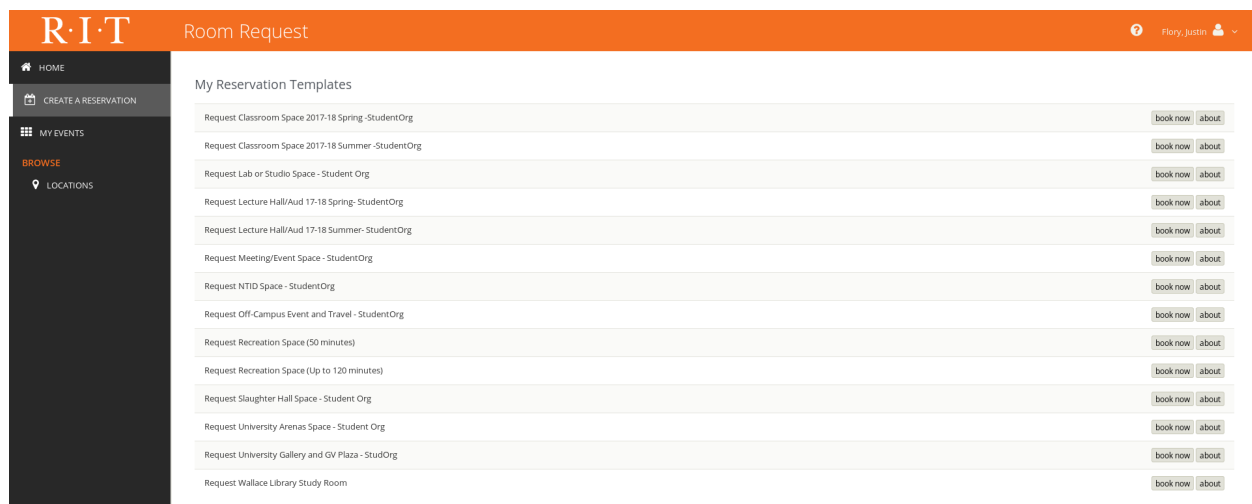 R·I·T
Room Request
Flory, Justin
HOME
CREATE A RESERVATION
MY EVENTS
BROWSE
LOCATIONS
My Reservation Templates
Request Classroom Space 2017-18 Spring -StudentOrg book now about
Request Classroom Space 2017-18 Summer -StudentOrg book now about
Request Lab or Studio Space - Student Org book now about
Request Lecture Hall/Aud 17-18 Spring- StudentOrg book now about
Request Lecture Hall/Aud 17-18 Summer- StudentOrg book now about
Request Meeting/Event Space - StudentOrg book now about
Request NTID Space - StudentOrg book now about
Request Off-Campus Event and Travel - StudentOrg book now about
Request Recreation Space (50 minutes) book now about
Request Recreation Space (Up to 120 minutes) book now about
Request Slaughter Hall Space - Student Org book now about
Request University Arenas Space - Student Org book now about
Request University Gallery and GV Plaza - StudOrg book now about
Request Wallace Library Study Room book now about